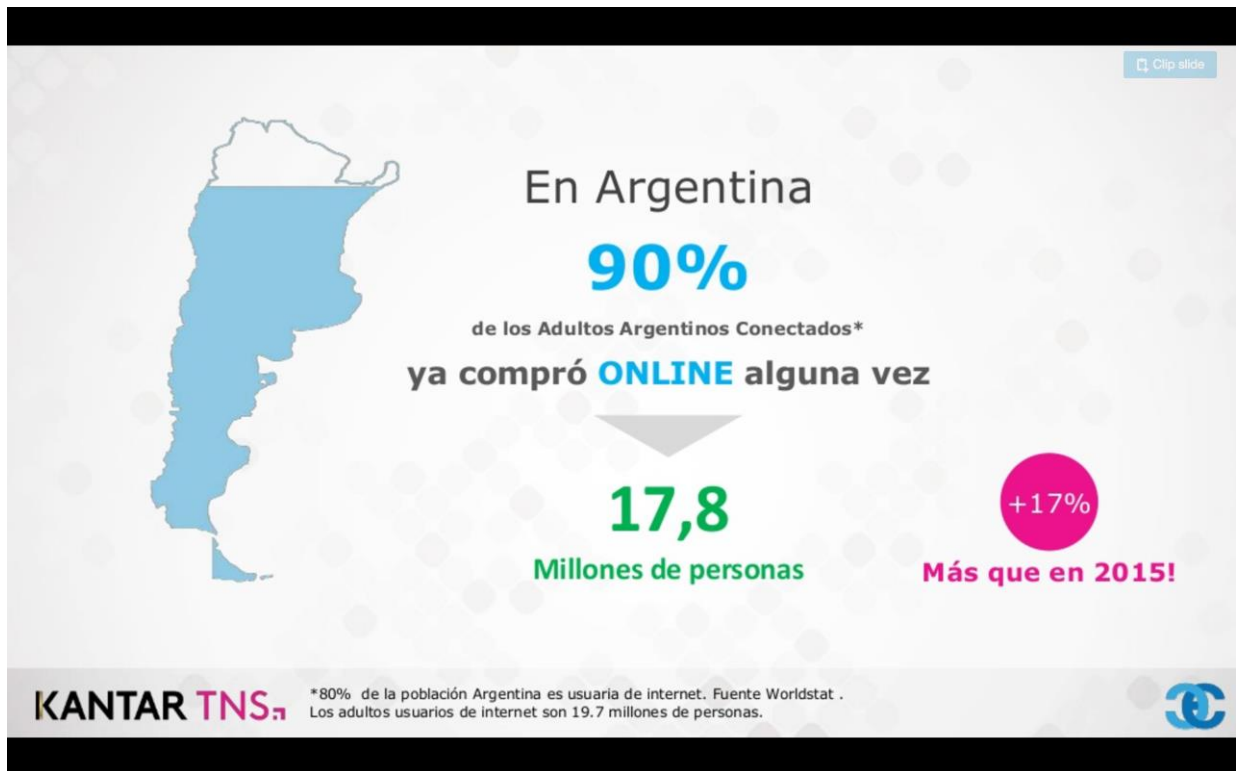 Clip slide
En Argentina
90%
de los Adultos Argentinos Conectados*
ya compró ONLINE alguna vez
17,8
Millones de personas
+17%
Más que en 2015!
KANTAR TNS
*80% de la población Argentina es usuaria de internet. Fuente Worldstat .
Los adultos usuarios de internet son 19.7 millones de personas.